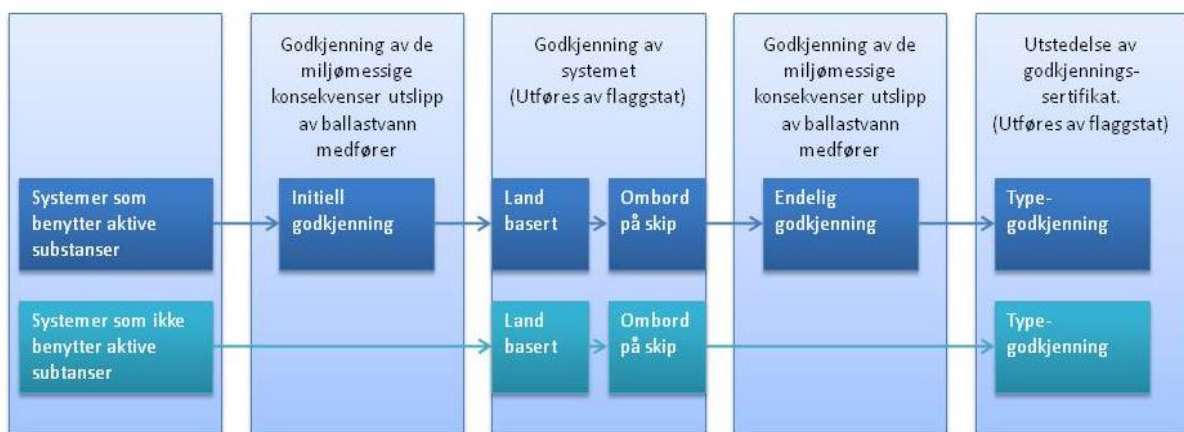 Godkjenning av de
miljømessige
konsekvenser utslipp
av ballastvann
medfører
Godkjenning av
systemet
(Utføres av flaggstat)
Godkjenning av de
miljømessige
konsekvenser utslipp
av ballastvann
medfører
Utstedelse av
godkjennings-
sertifikat.
(Utføres av flaggstat)
Systemer som
benytter aktive
substanser
Initiell
godkjenning
Land
basert
Ombord
på skip
Endelig
godkjenning
Type-
godkjenning
Systemer som ikke
benytter aktive
subtanser
Land
basert
Ombord
på skip
Type-
godkjenning